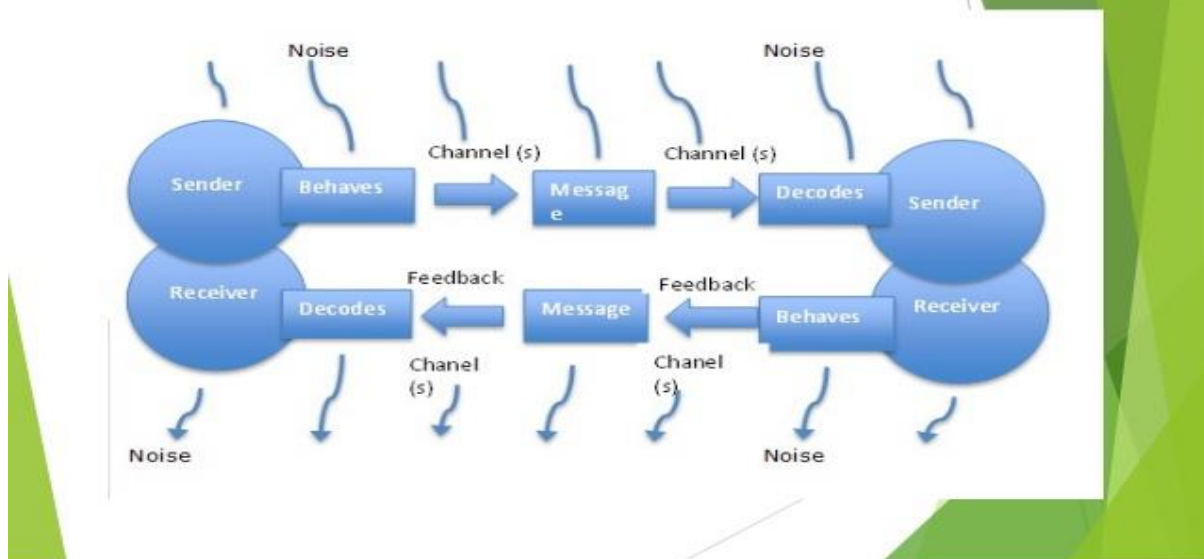 Noise
Noise
Channel (s)
Channel (s)
Sender
Behaves
Messag
e
Decodes
Sender
Feedback
Feedback
Receiver
Decodes
Message
Behaves
Receiver
Chanel
(s)
Chanel
(s)
Noise
Noise